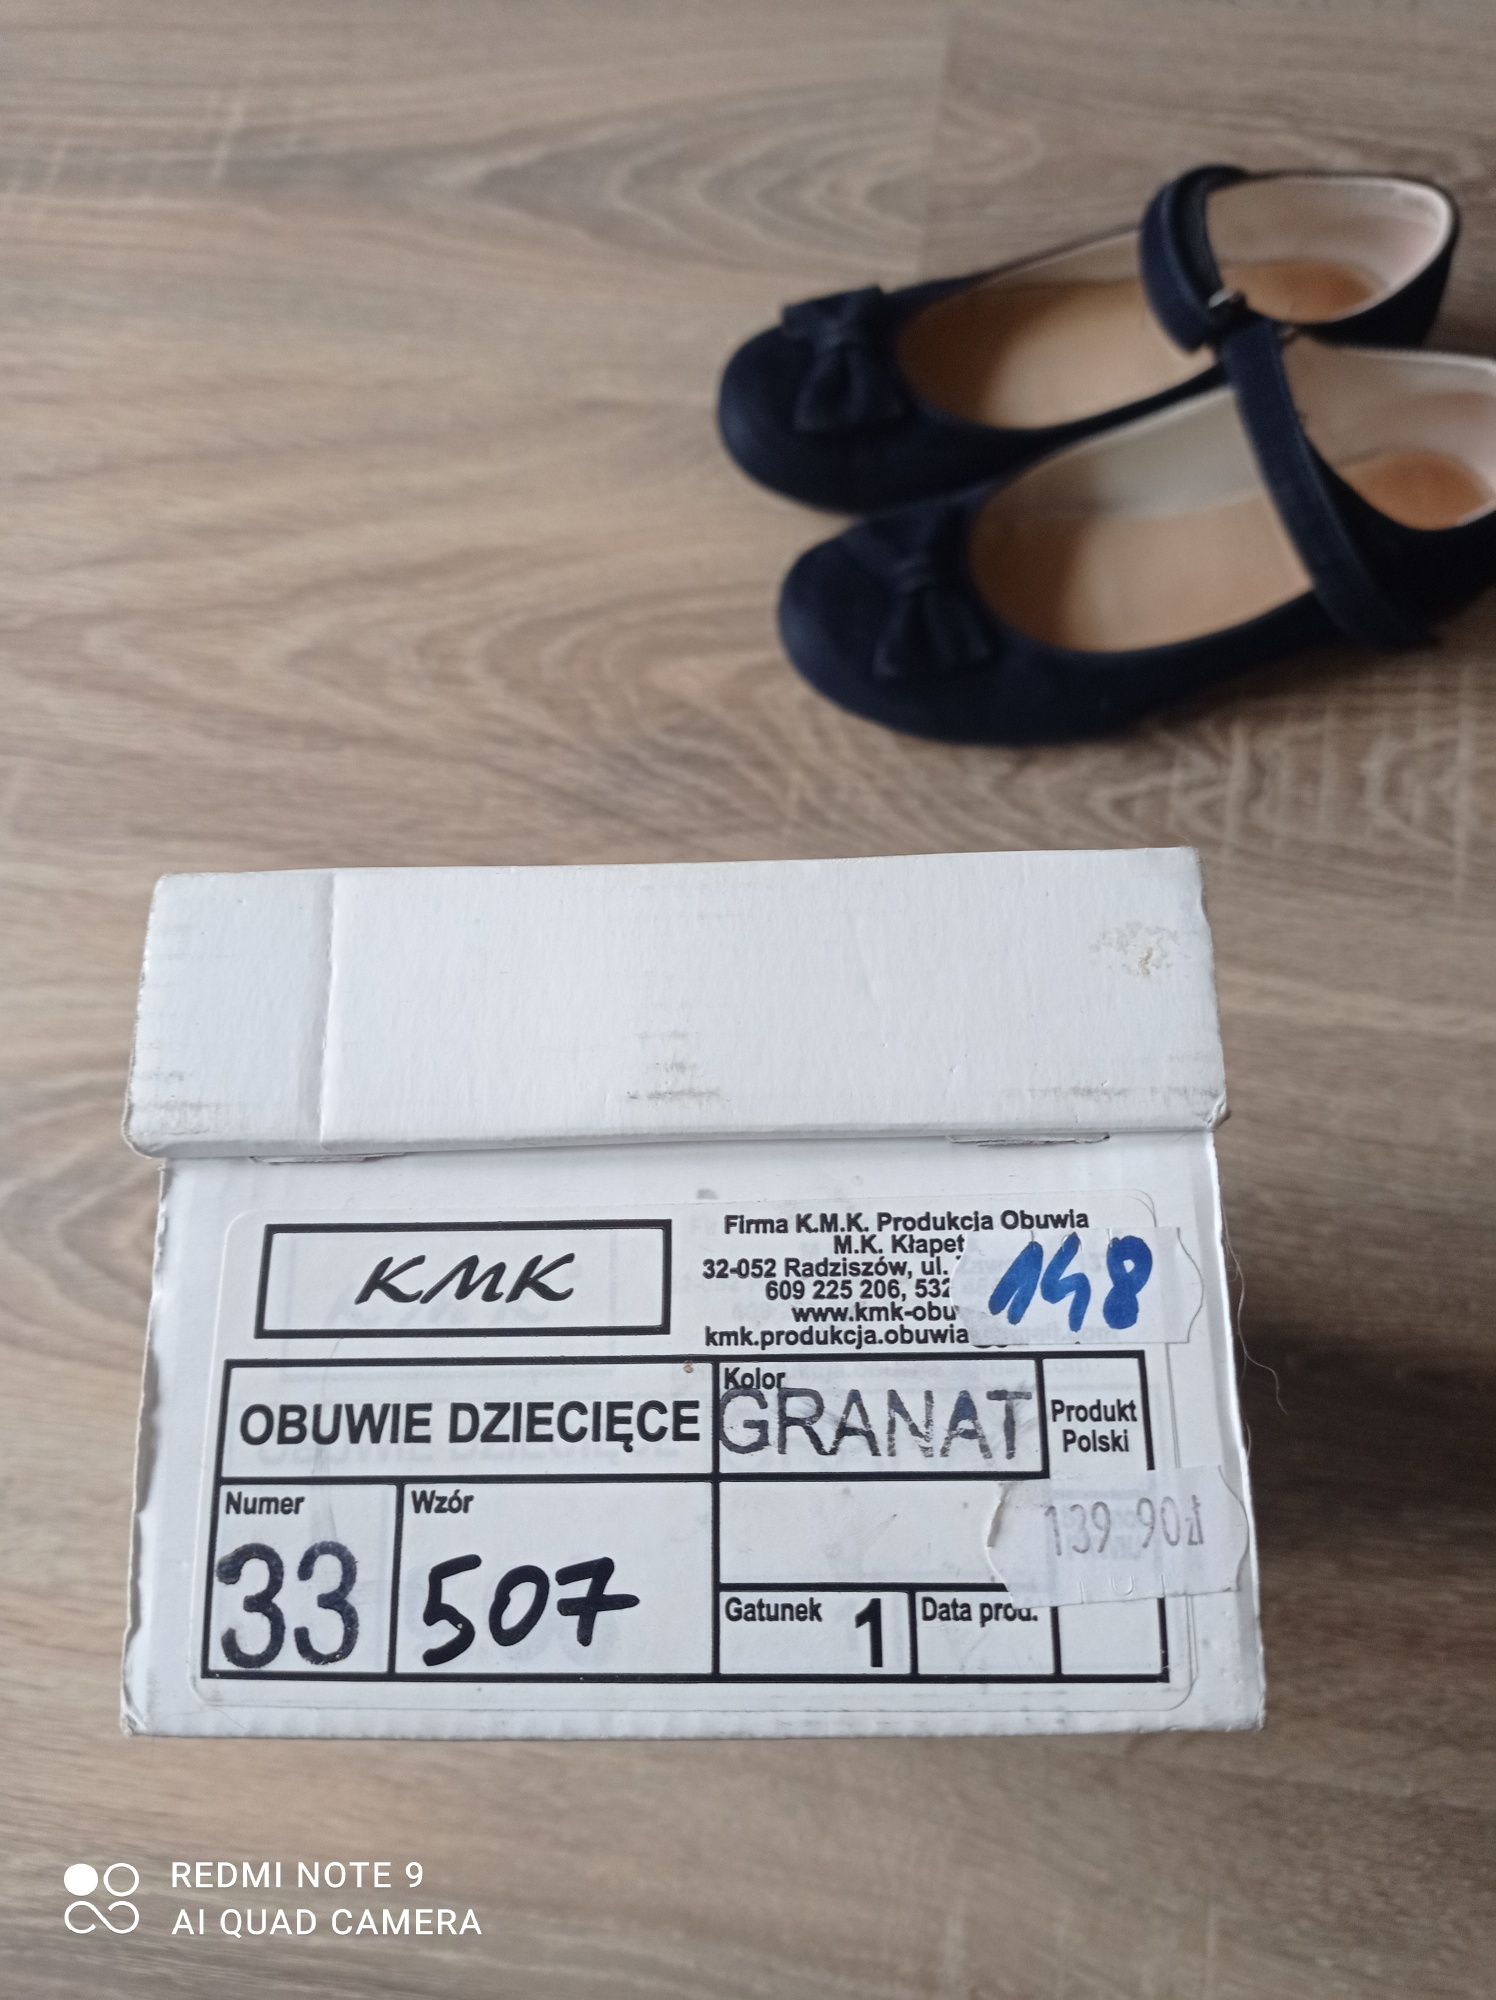 KMK
Firma K.M.K. Produkcja Obuwia
M.K. Kłapet
32-052 Radziszów, ul.
609 225 206, 532
www.kmk-obu
kmk.produkcja.obuwia
148
OBUWIE DZIECIĘCE
Kolor
GRANAT
Produkt
Polski
Numer
33
Wzór
507
139.90zł
Gatunek 1
Data prod.
REDMI NOTE 9
AI QUAD CAMERA